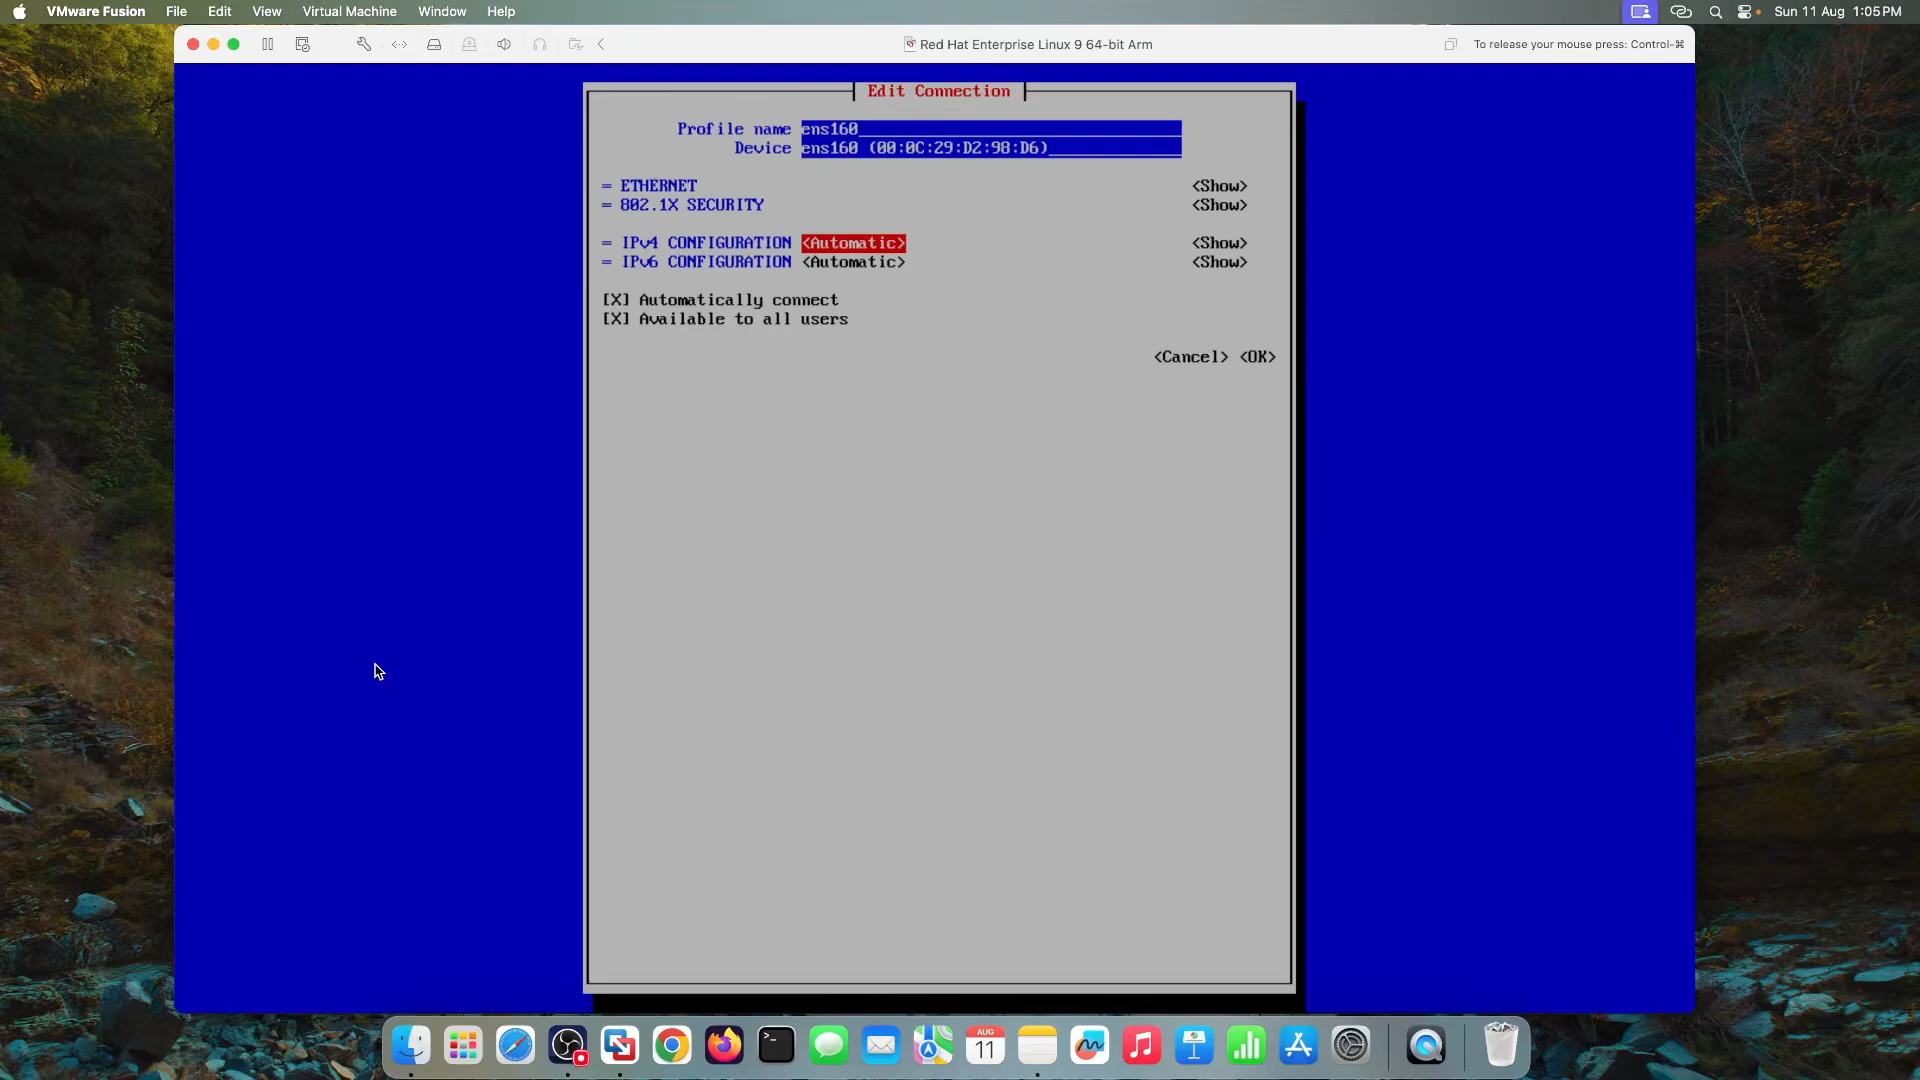 VMware Fusion File Edit View Virtual Machine Window Help Sun 11 Aug 1:05 PM
Red Hat Enterprise Linux 9 64-bit Arm To release your mouse press: Control-⌘
Edit Connection
Profile name ens160
Device ens160 (00:0C:29:D2:98:D6)
= ETHERNET <Show>
= 802.1X SECURITY <Show>
= IPv4 CONFIGURATION <Automatic> <Show>
= IPv6 CONFIGURATION <Automatic> <Show>
[X] Automatically connect
[X] Available to all users
<Cancel> <OK>
AUG
11